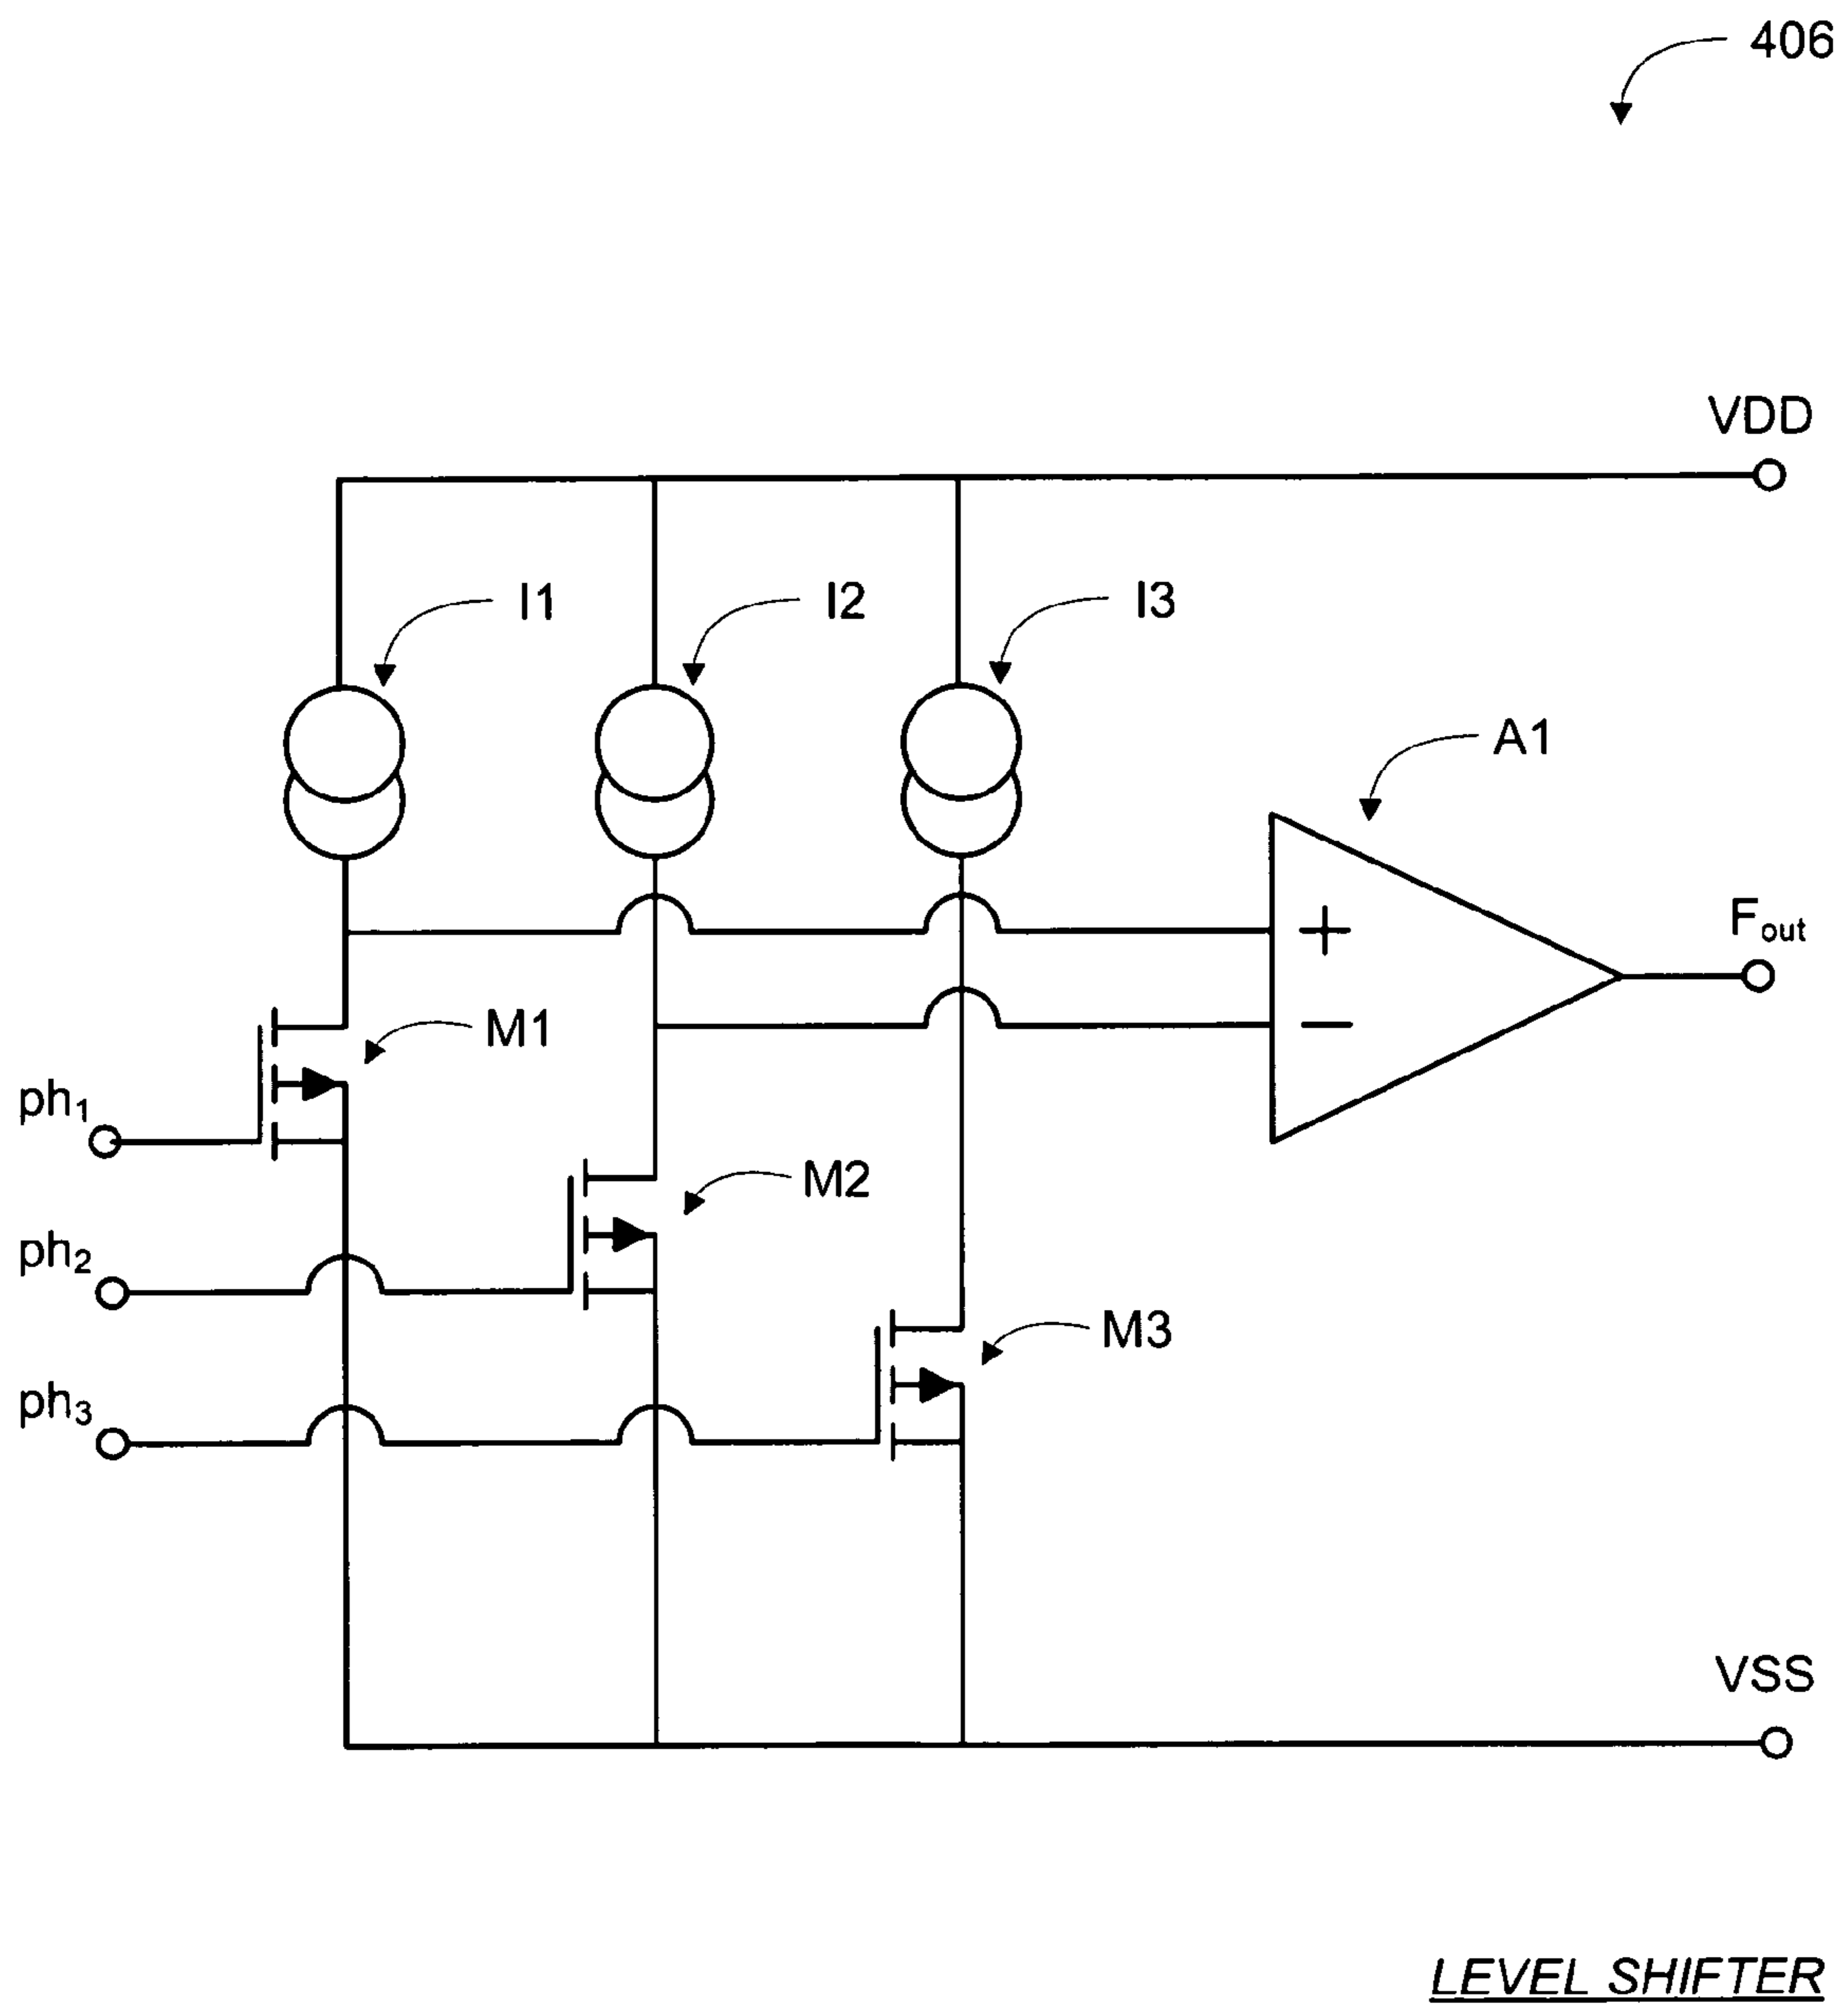 406
VDD
I1
I2
I3
A1
+
Fout
−
M1
ph1
M2
ph2
M3
ph3
VSS
LEVEL SHIFTER